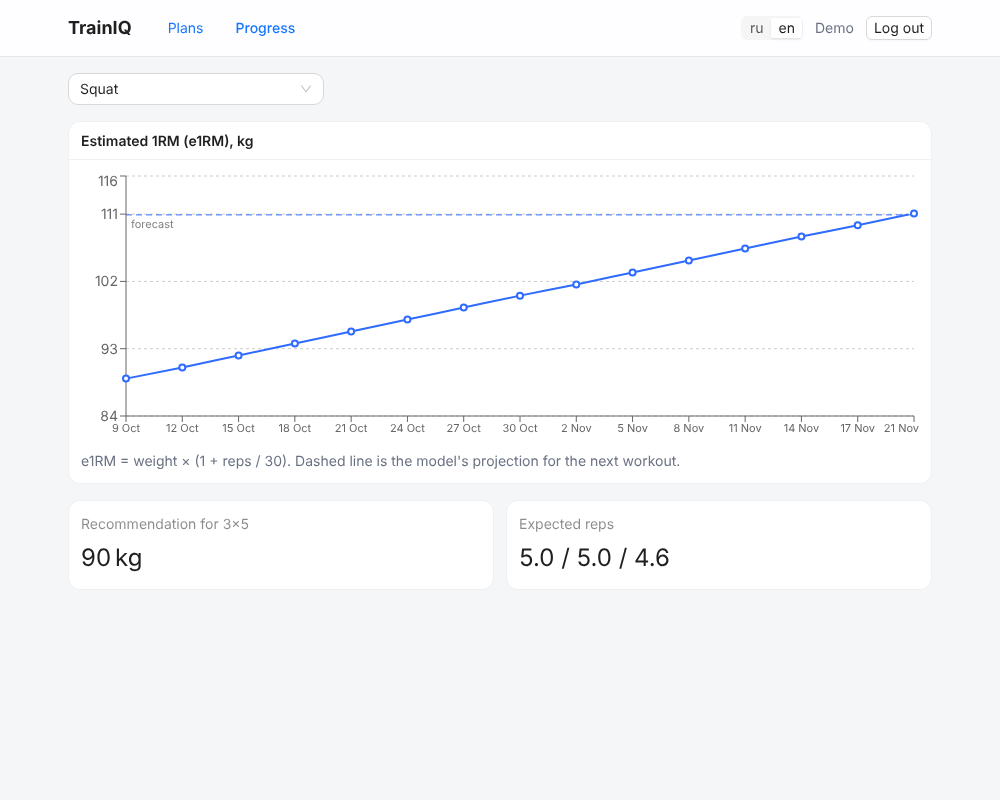 TrainIQ Plans Progress ru en Demo Log out
Squat
Estimated 1RM (e1RM), kg
116
111
forecast
102
93
84
9 Oct 12 Oct 15 Oct 18 Oct 21 Oct 24 Oct 27 Oct 30 Oct 2 Nov 5 Nov 8 Nov 11 Nov 14 Nov 17 Nov 21 Nov
e1RM = weight × (1 + reps / 30). Dashed line is the model's projection for the next workout.
Recommendation for 3×5
90 kg
Expected reps
5.0 / 5.0 / 4.6